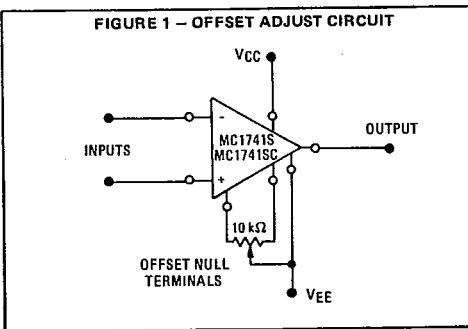 FIGURE 1 – OFFSET ADJUST CIRCUIT
VCC
-
MC1741S
MC1741SC
OUTPUT
INPUTS
+
10 kΩ
OFFSET NULL
TERMINALS
VEE